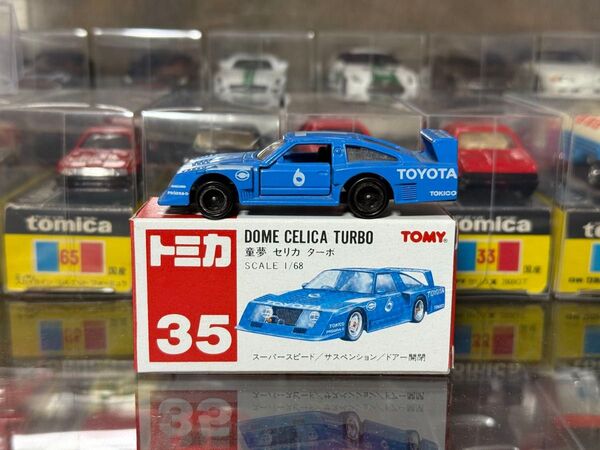 TOYOTA
TOKICO
6
トミカ
35
DOME CELICA TURBO
童夢 セリカ ターボ
SCALE 1/68
TOMY
TOYOTA
TOKICO
スーパースピード/サスペンション/ドアー開閉
tomica
65
国産
tomica
33
国産